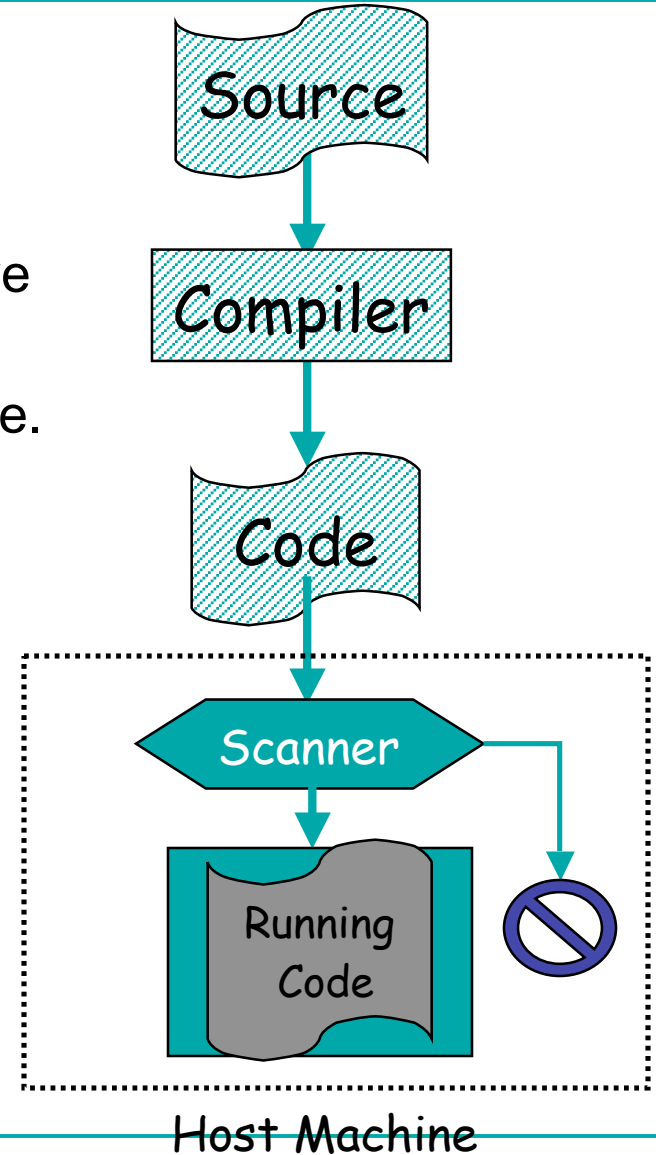 Source
e
Compiler
e.
Code
Scanner
Running
Code
Host Machine